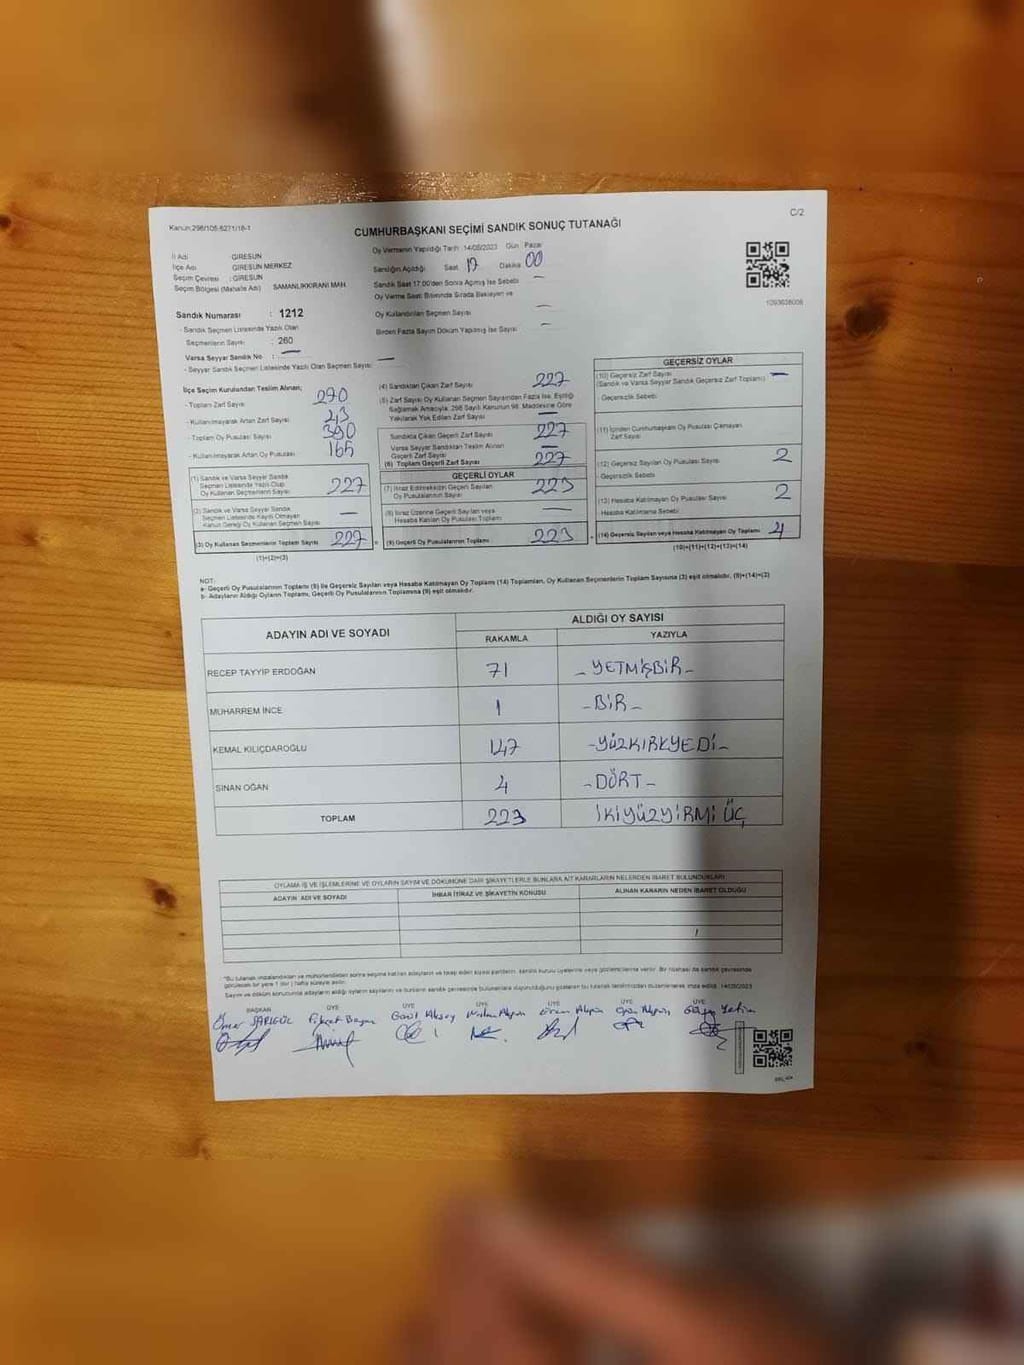 Kanun:298/105-6271/18-1
C/2
CUMHURBAŞKANI SEÇİMİ SANDIK SONUÇ TUTANAĞI
İl Adı : GİRESUN
İlçe Adı : GİRESUN MERKEZ
Seçim Çevresi : GİRESUN
Seçim Bölgesi (Mahalle Adı) SAMANLIKKIRANI MAH.
Oy Vermenin Yapıldığı Tarih 14/05/2023 Gün Pazar
Sandığın Açıldığı Saat 17 Dakika 00
Sandık Saat 17:00'den Sonra Açmış İse Sebebi —
Oy Verme Saati Bitiminde Sırada Bekleyen ve
Oy Kullandırılan Seçmen Sayısı —
Birden Fazla Sayım Döküm Yapılmış İse Sayısı —
1093638008
Sandık Numarası : 1212
- Sandık Seçmen Listesinde Yazılı Olan
Seçmenlerin Sayısı : 260
Varsa Seyyar Sandık No : —
- Seyyar Sandık Seçmen Listesinde Yazılı Olan Seçmen Sayısı: —
İlçe Seçim Kurulundan Teslim Alınan;
- Toplam Zarf Sayısı 270
- Kullanılmayarak Artan Zarf Sayısı 43
- Toplam Oy Pusulası Sayısı 390
- Kullanılmayarak Artan Oy Pusulası 165
(1) Sandık ve Varsa Seyyar Sandık
Seçmen Listesinde Yazılı Olup
Oy Kullanan Seçmenlerin Sayısı 227
(2) Sandık ve Varsa Seyyar Sandık
Seçmen Listesinde Kaydı Olmayan
Kanun Gereği Oy Kullanan Seçmen Sayısı —
(3) Oy Kullanan Seçmenlerin Toplam Sayısı 227
(1)+(2)=(3)
(4) Sandıktan Çıkan Zarf Sayısı 227
(5) Zarf Sayısı Oy Kullanan Seçmen Sayısından Fazla İse, Eşitliği
Sağlamak Amacıyla; 298 Sayılı Kanunun 98. Maddesine Göre
Yakılarak Yok Edilen Zarf Sayısı —
Sandıkta Çıkan Geçerli Zarf Sayısı 227
Varsa Seyyar Sandıktan Teslim Alınan
Geçerli Zarf Sayısı —
(6) Toplam Geçerli Zarf Sayısı 227
GEÇERLİ OYLAR
(7) İtiraz Edilmeksizin Geçerli Sayılan
Oy Pusulalarının Sayısı 223
(8) İtiraz Üzerine Geçerli Sayılan veya
Hesaba Katılan Oy Pusulası Toplamı —
(9) Geçerli Oy Pusulalarının Toplamı 223
GEÇERSİZ OYLAR
(10) Geçersiz Zarf Sayısı —
(Sandık ve Varsa Seyyar Sandık Geçersiz Zarf Toplamı)
-Geçersizlik Sebebi:
(11) İçinden Cumhurbaşkanı Oy Pusulası Çıkmayan
Zarf Sayısı
(12) Geçersiz Sayılan Oy Pusulası Sayısı 2
-Geçersizlik Sebebi:
(13) Hesaba Katılmayan Oy Pusulası Sayısı 2
Hesaba Katılmama Sebebi:
(14) Geçersiz Sayılan veya Hesaba Katılmayan Oy Toplamı 4
(10)+(11)+(12)+(13)=(14)
NOT:
a- Geçerli Oy Pusulalarının Toplamı (9) ile Geçersiz Sayılan veya Hesaba Katılmayan Oy Toplamı (14) Toplamları, Oy Kullanan Seçmenlerin Toplam Sayısına (3) eşit olmalıdır. (9)+(14)=(3)
b- Adayların Aldığı Oyların Toplamı, Geçerli Oy Pusulalarının Toplamına (9) eşit olmalıdır.
ADAYIN ADI VE SOYADI
ALDIĞI OY SAYISI
RAKAMLA YAZIYLA
RECEP TAYYİP ERDOĞAN 71 - YETMİŞBİR -
MUHARREM İNCE 1 - BİR -
KEMAL KILIÇDAROĞLU 147 - YÜZKIRKYEDİ -
SİNAN OĞAN 4 - DÖRT -
TOPLAM 223 İKİYÜZYİRMİ ÜÇ
OYLAMA İŞ VE İŞLEMLERİNE VE OYLARIN SAYIM VE DÖKÜMÜNE DAİR ŞİKAYETLERLE BUNLARA AİT KARARLARIN NELERDEN İBARET BULUNDUKLARI
ADAYIN ADI VE SOYADI
İHBAR İTİRAZ VE ŞİKAYETİN KONUSU
ALINAN KARARIN NEDEN İBARET OLDUĞU
BAŞKAN ÜYE ÜYE ÜYE ÜYE ÜYE ÜYE
Ömer SARIGÜL